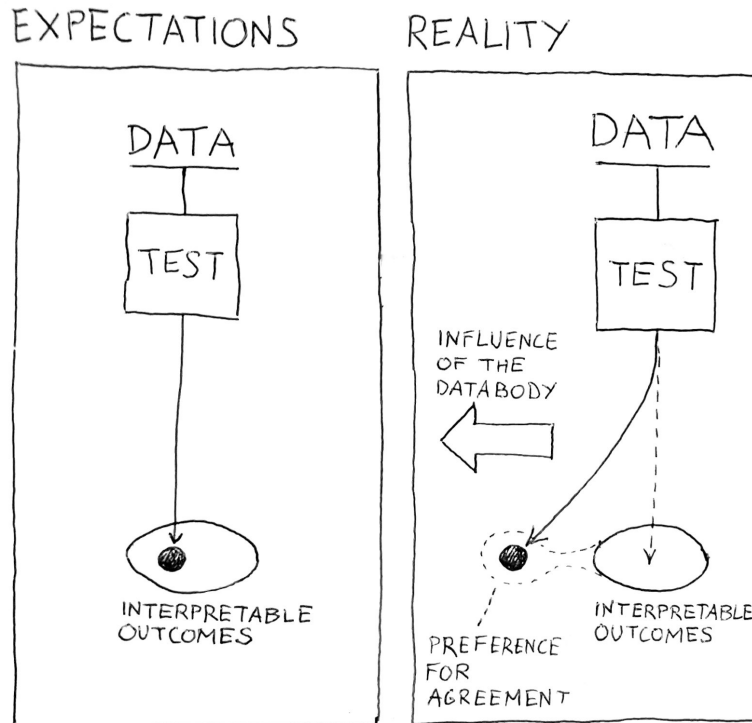 EXPECTATIONS
DATA
TEST
INTERPRETABLE
OUTCOMES
REALITY
DATA
TEST
INFLUENCE
OF THE
DATABODY
INTERPRETABLE
OUTCOMES
PREFERENCE
FOR
AGREEMENT